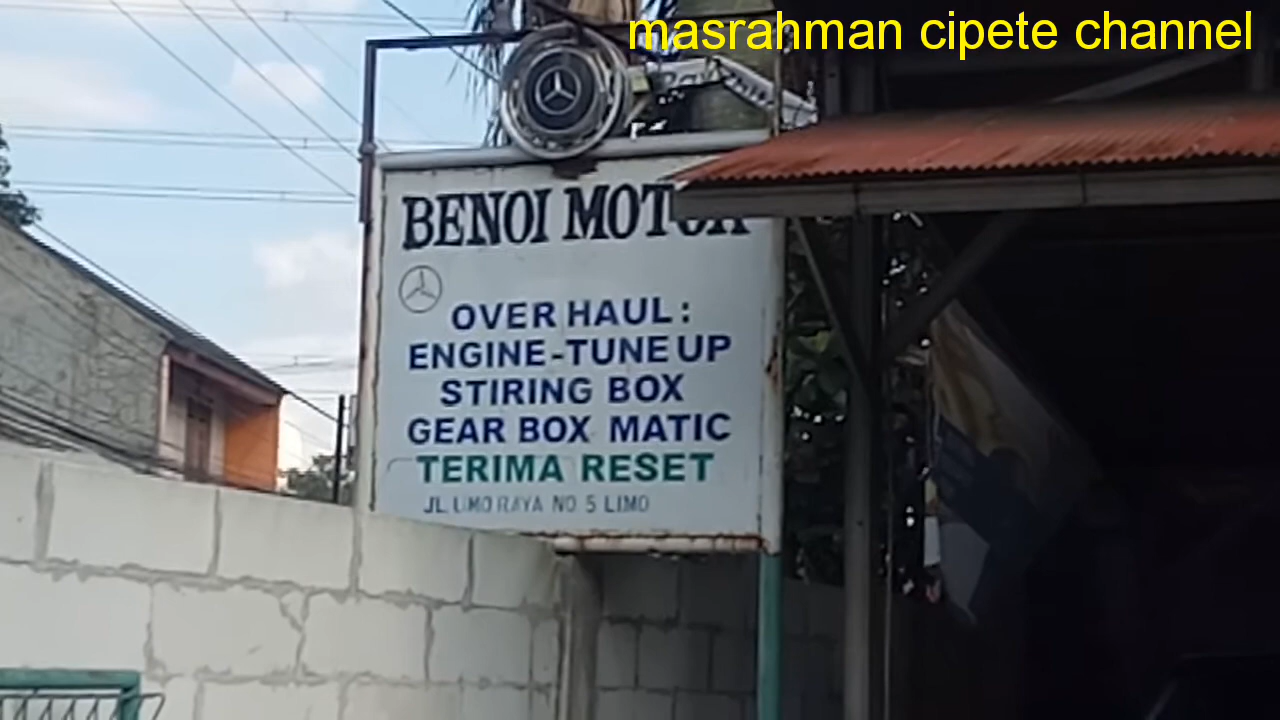 masrahman cipete channel
BENOI MOTOR
OVER HAUL :
ENGINE-TUNE UP
STIRING BOX
GEAR BOX MATIC
TERIMA RESET
JL. LIMO RAYA NO 5 LIMO